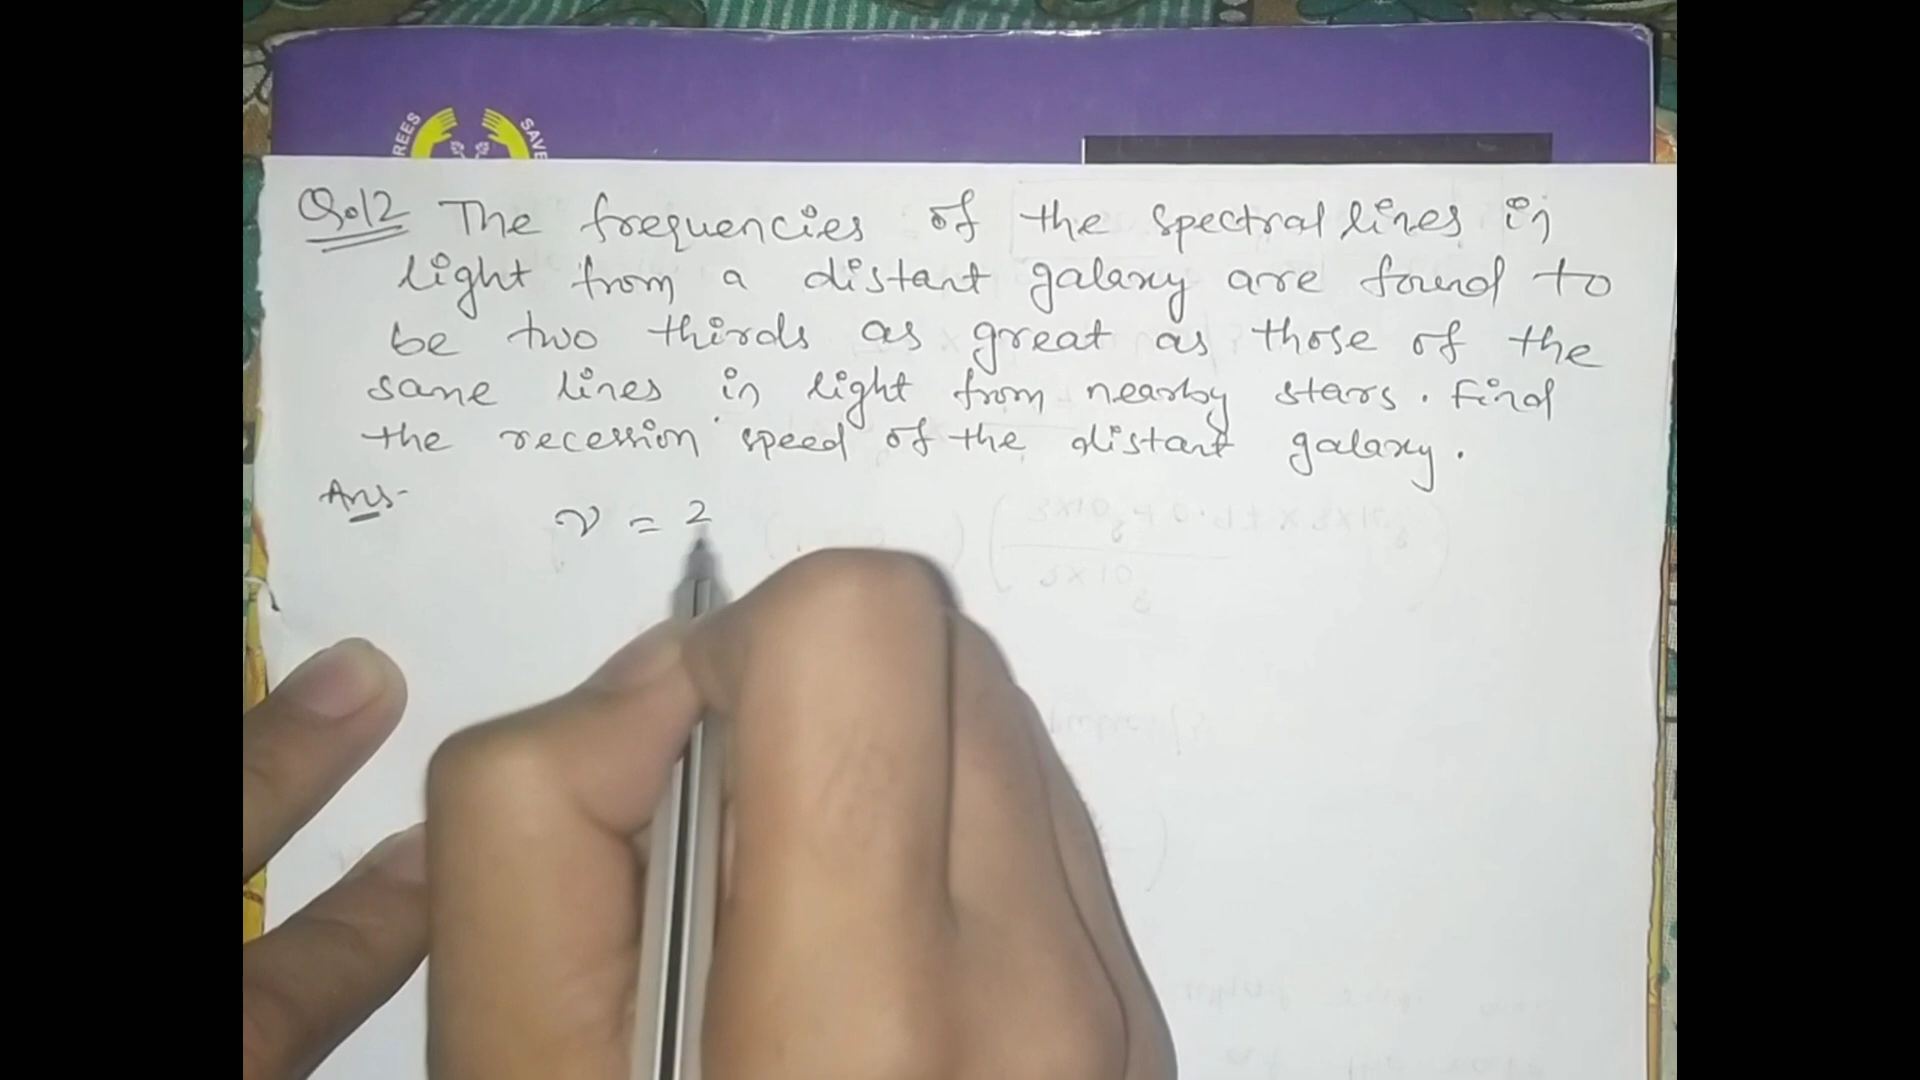 REES SAVE
Q.12 The frequencies of the spectral lines in
light from a distant galaxy are found to
be two thirds as great as those of the
same lines in light from nearby stars. Find
the recession speed of the distant galaxy.
Ans-
ν = 2